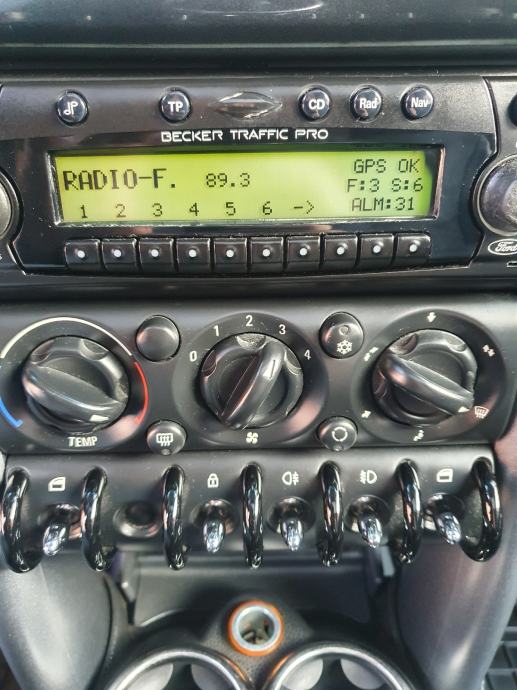 TP
CD
Rad
Nav
BECKER TRAFFIC PRO
RADIO-F. 89.3
GPS OK
F:3 S:6
ALM:31
1 2 3 4 5 6 ->
Ford
0 1 2 3 4
TEMP